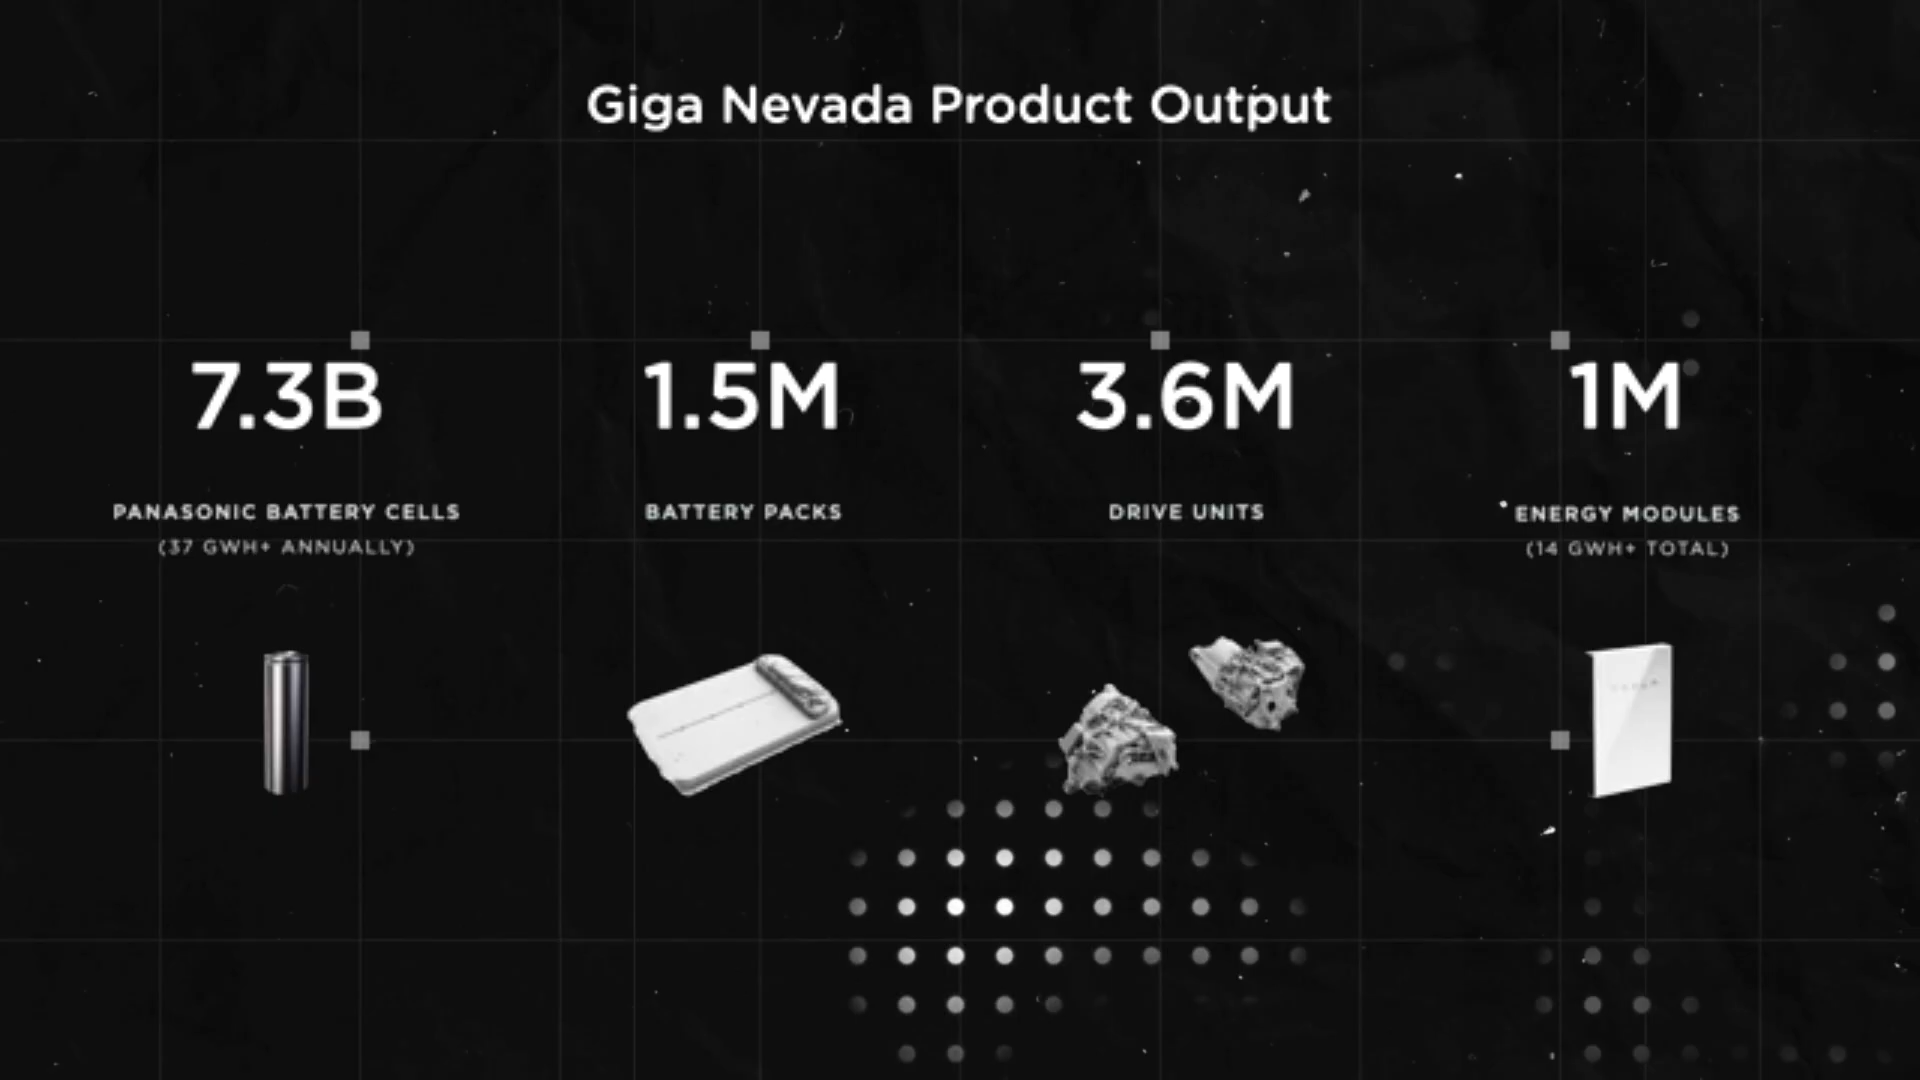 Giga Nevada Product Output
7.3B
PANASONIC BATTERY CELLS
(37 GWH+ ANNUALLY)
1.5M
BATTERY PACKS
3.6M
DRIVE UNITS
1M
ENERGY MODULES
(14 GWH+ TOTAL)